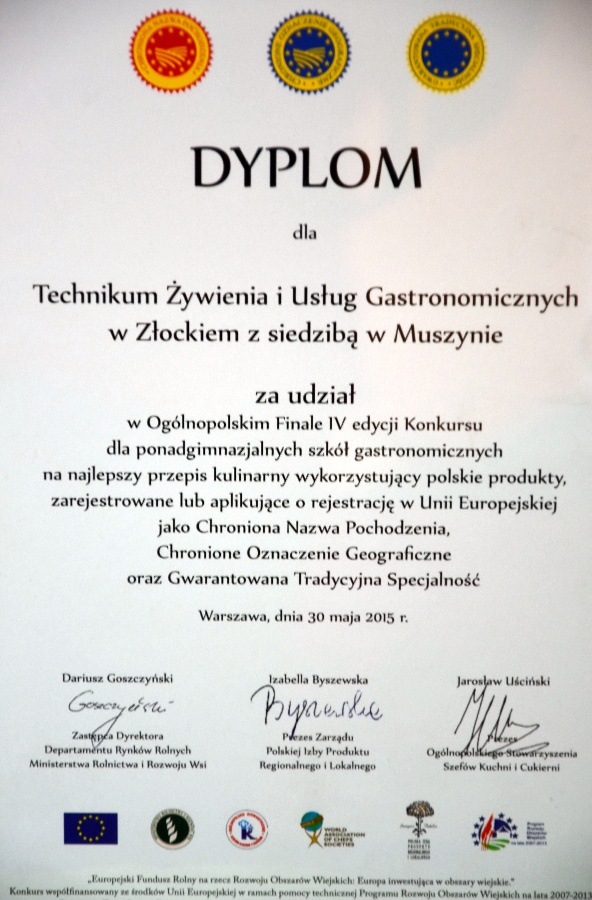 DYPLOM
dla
Technikum Żywienia i Usług Gastronomicznych
w Złockiem z siedzibą w Muszynie
za udział
w Ogólnopolskim Finale IV edycji Konkursu
dla ponadgimnazjalnych szkół gastronomicznych
na najlepszy przepis kulinarny wykorzystujący polskie produkty,
zarejestrowane lub aplikujące o rejestrację w Unii Europejskiej
jako Chroniona Nazwa Pochodzenia,
Chronione Oznaczenie Geograficzne
oraz Gwarantowana Tradycyjna Specjalność
Warszawa, dnia 30 maja 2015 r.
Dariusz Goszczyński
Goszczyński
Zastępca Dyrektora
Departamentu Rynków Rolnych
Ministerstwa Rolnictwa i Rozwoju Wsi
Izabella Byszewska
Byszewska
Prezes Zarządu
Polskiej Izby Produktu
Regionalnego i Lokalnego
Jarosław Uściński
Prezes
Ogólnopolskiego Stowarzyszenia
Szefów Kuchni i Cukierni
WORLD
ASSOCIATION
OF CHEFS
SOCIETIES
„Europejski Fundusz Rolny na rzecz Rozwoju Obszarów Wiejskich: Europa inwestująca w obszary wiejskie."
Konkurs współfinansowany ze środków Unii Europejskiej w ramach pomocy technicznej Programu Rozwoju Obszarów Wiejskich na lata 2007-2013